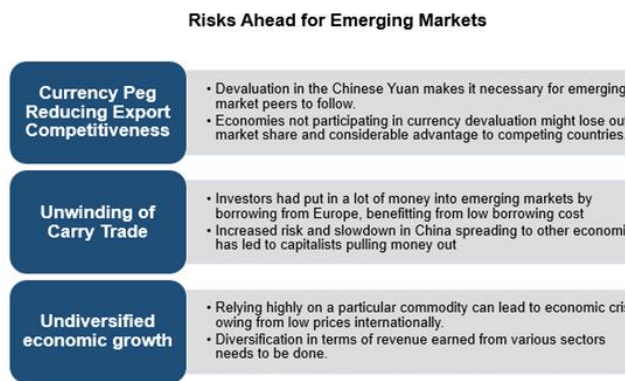 Risks Ahead for Emerging Markets
Currency Peg
Reducing Export
Competitiveness
• Devaluation in the Chinese Yuan makes it necessary for emerging
market peers to follow.
• Economies not participating in currency devaluation might lose out
market share and considerable advantage to competing countries.
Unwinding of
Carry Trade
• Investors had put in a lot of money into emerging markets by
borrowing from Europe, benefitting from low borrowing cost
• Increased risk and slowdown in China spreading to other economi
has led to capitalists pulling money out
Undiversified
economic growth
• Relying highly on a particular commodity can lead to economic cris
owing from low prices internationally.
• Diversification in terms of revenue earned from various sectors
needs to be done.